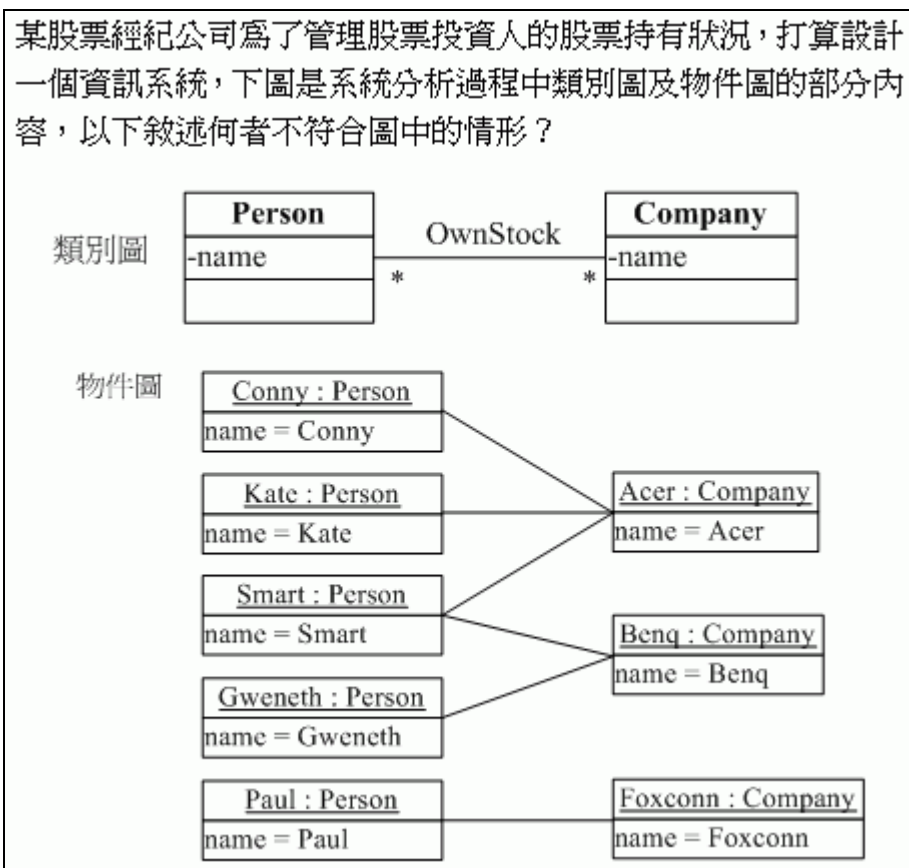 某股票經紀公司為了管理股票投資人的股票持有狀況，打算設計
一個資訊系統，下圖是系統分析過程中類別圖及物件圖的部分內
容，以下敘述何者不符合圖中的情形？
類別圖
Person
-name
OwnStock
*
*
Company
-name
物件圖
Conny : Person
name = Conny
Kate : Person
name = Kate
Smart : Person
name = Smart
Gweneth : Person
name = Gweneth
Paul : Person
name = Paul
Acer : Company
name = Acer
Benq : Company
name = Benq
Foxconn : Company
name = Foxconn